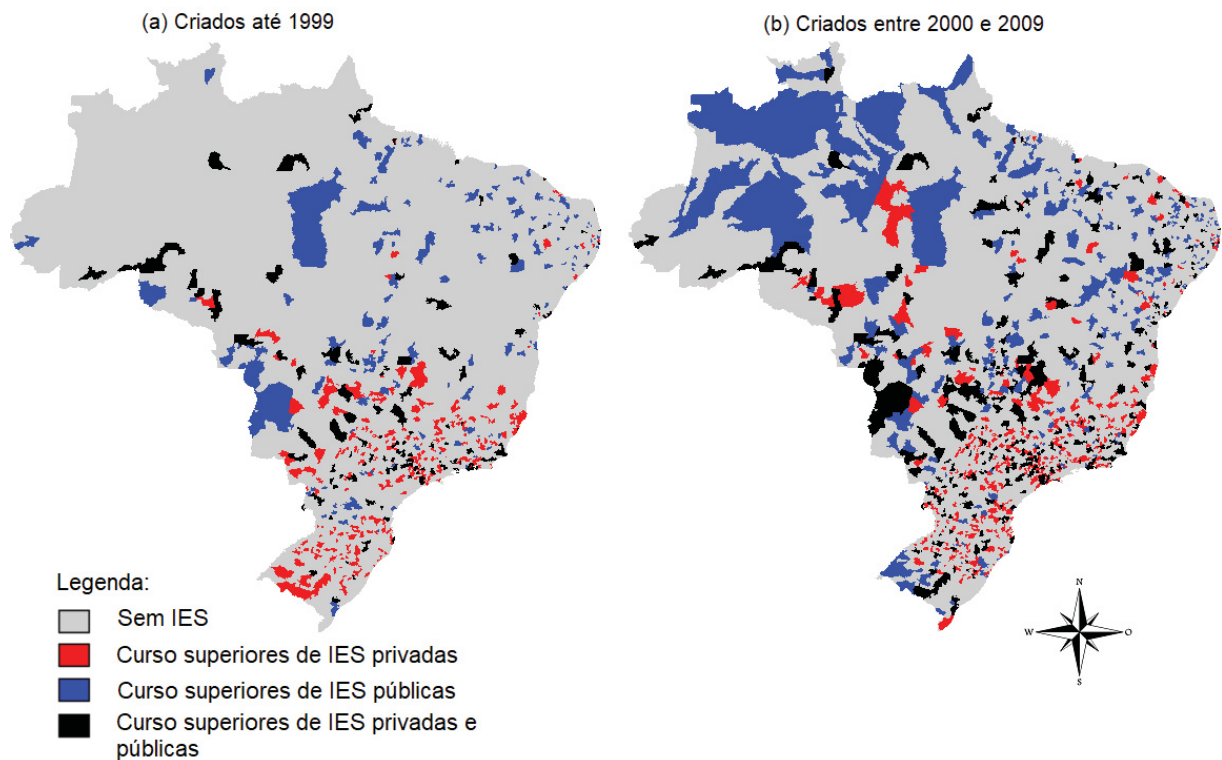 (a) Criados até 1999
(b) Criados entre 2000 e 2009
Legenda:
Sem IES
Curso superiores de IES privadas
Curso superiores de IES públicas
Curso superiores de IES privadas e
públicas
N
W
O
S